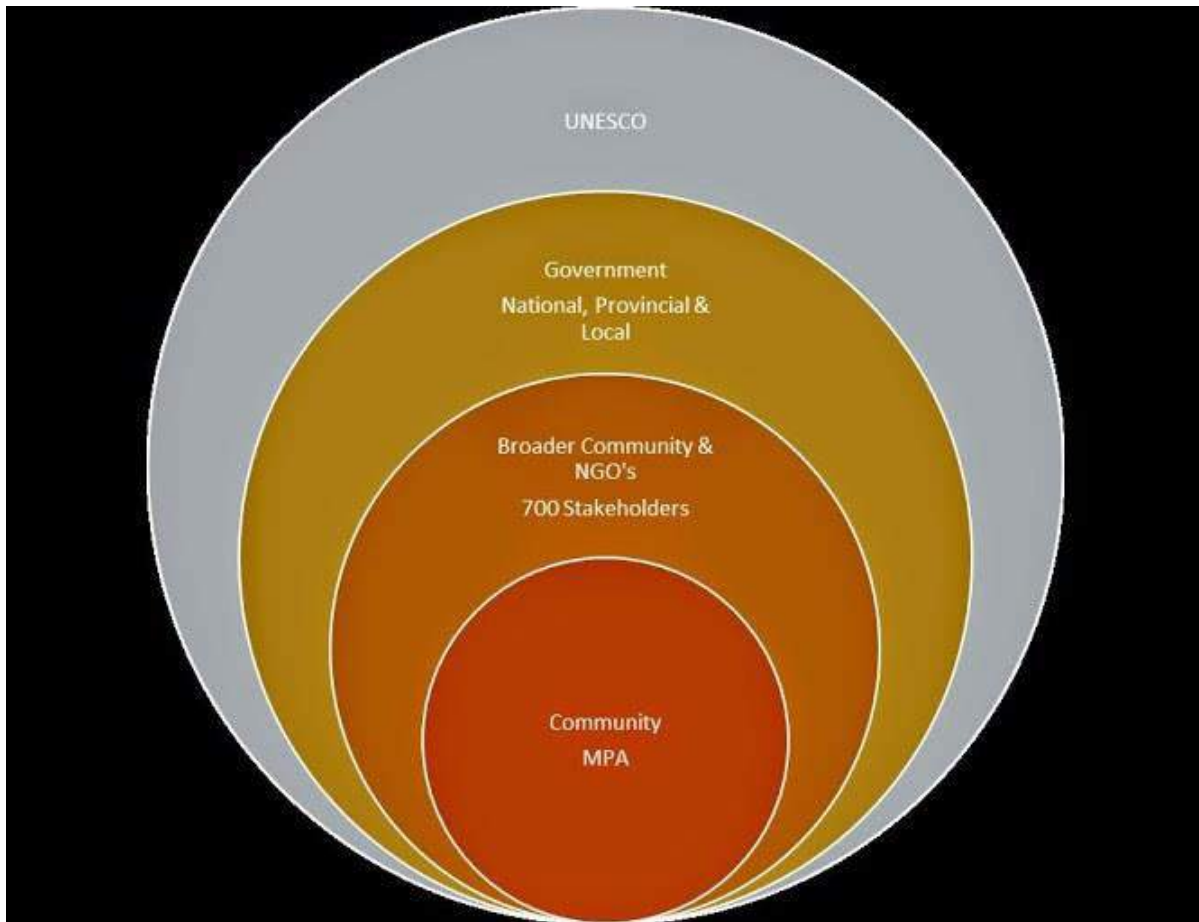 UNESCO
Government
National, Provincial &
Local
Broader Community &
NGO's
700 Stakeholders
Community
MPA